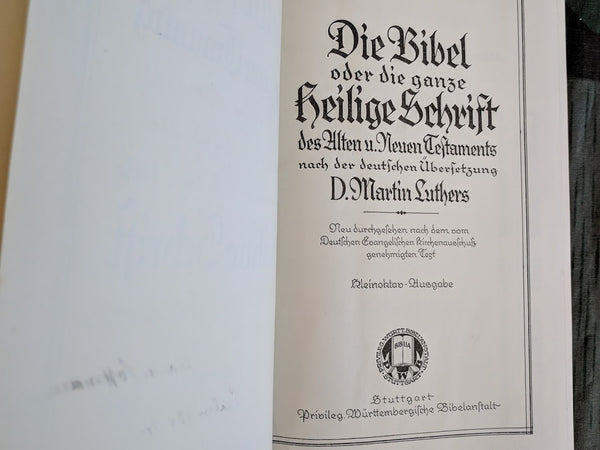 Die Bibel
oder die ganze
Heilige Schrift
des Alten u. Neuen Testaments
nach der deutschen Übersetzung
D. Martin Luthers
Neu durchgesehen nach dem vom
Deutschen Evangelischen Kirchenausschuß
genehmigten Text
Kleinoktav-Ausgabe
BIBLIA
PWB
Stuttgart
Privileg. Württembergische Bibelanstalt